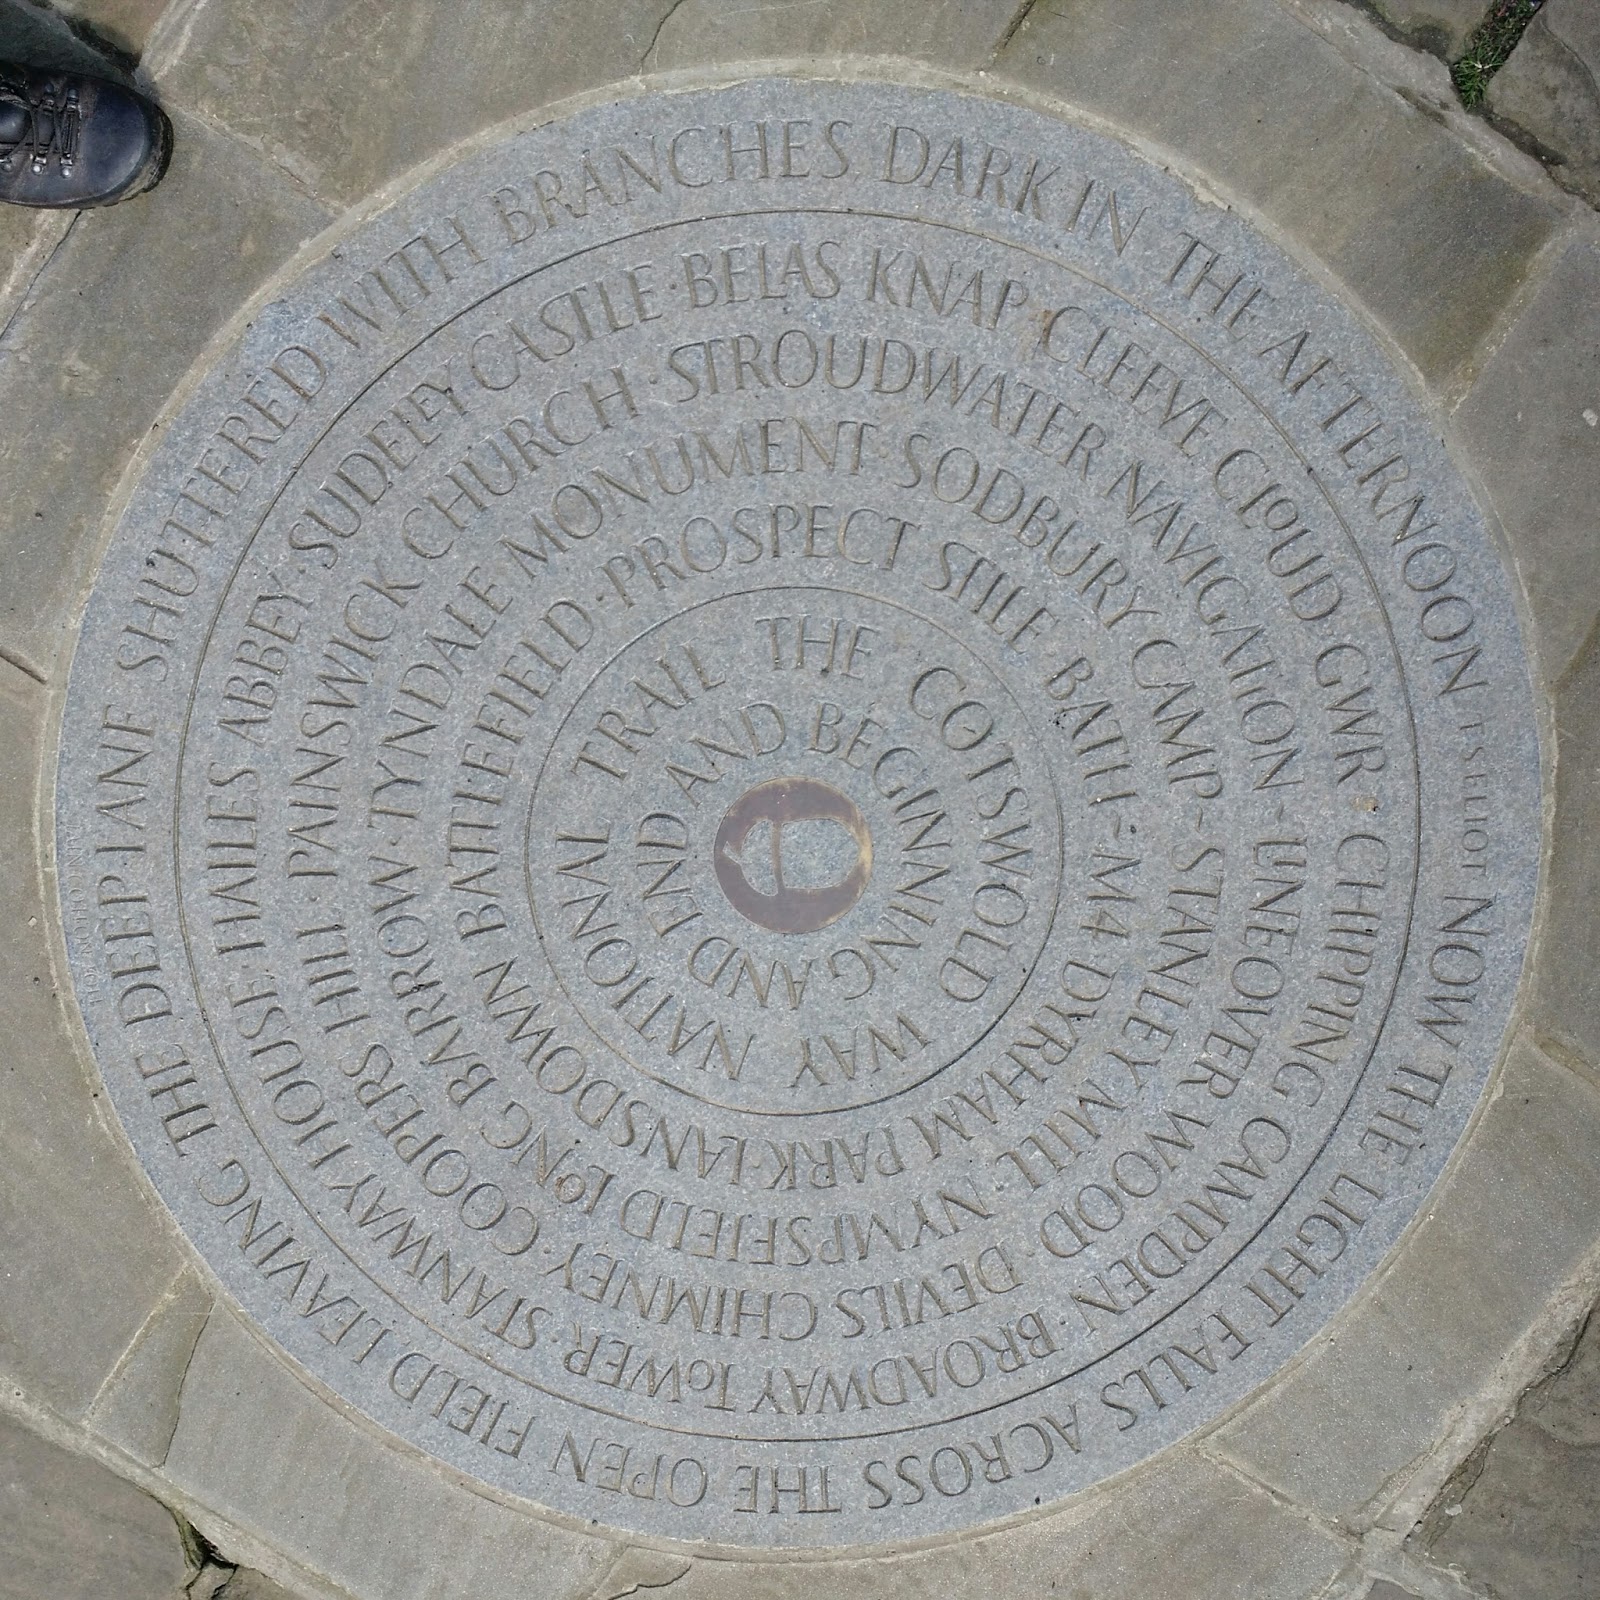 NOW THE LIGHT FALLS ACROSS THE OPEN FIELD, LEAVING THE DEEP LANE SHUTTERED WITH BRANCHES DARK IN THE AFTERNOON T S ELIOT
CHIPPING CAMPDEN · BROADWAY TOWER · STANWAY HOUSE · HAILES ABBEY · SUDELEY CASTLE · BELAS KNAP · CLEEVE CLOUD · GWR
~ LINEOVER WOOD · DEVILS CHIMNEY · COOPERS HILL · PAINSWICK CHURCH · STROUDWATER NAVIGATION
~ STANLEY MILL · NYMPSFIELD LONG BARROW · TYNDALE MONUMENT · SODBURY CAMP
~ M4 · DYRHAM PARK · LANSDOWN BATTLEFIELD · PROSPECT STILE BATH
THE COTSWOLD WAY NATIONAL TRAIL
BEGINNING AND END AND